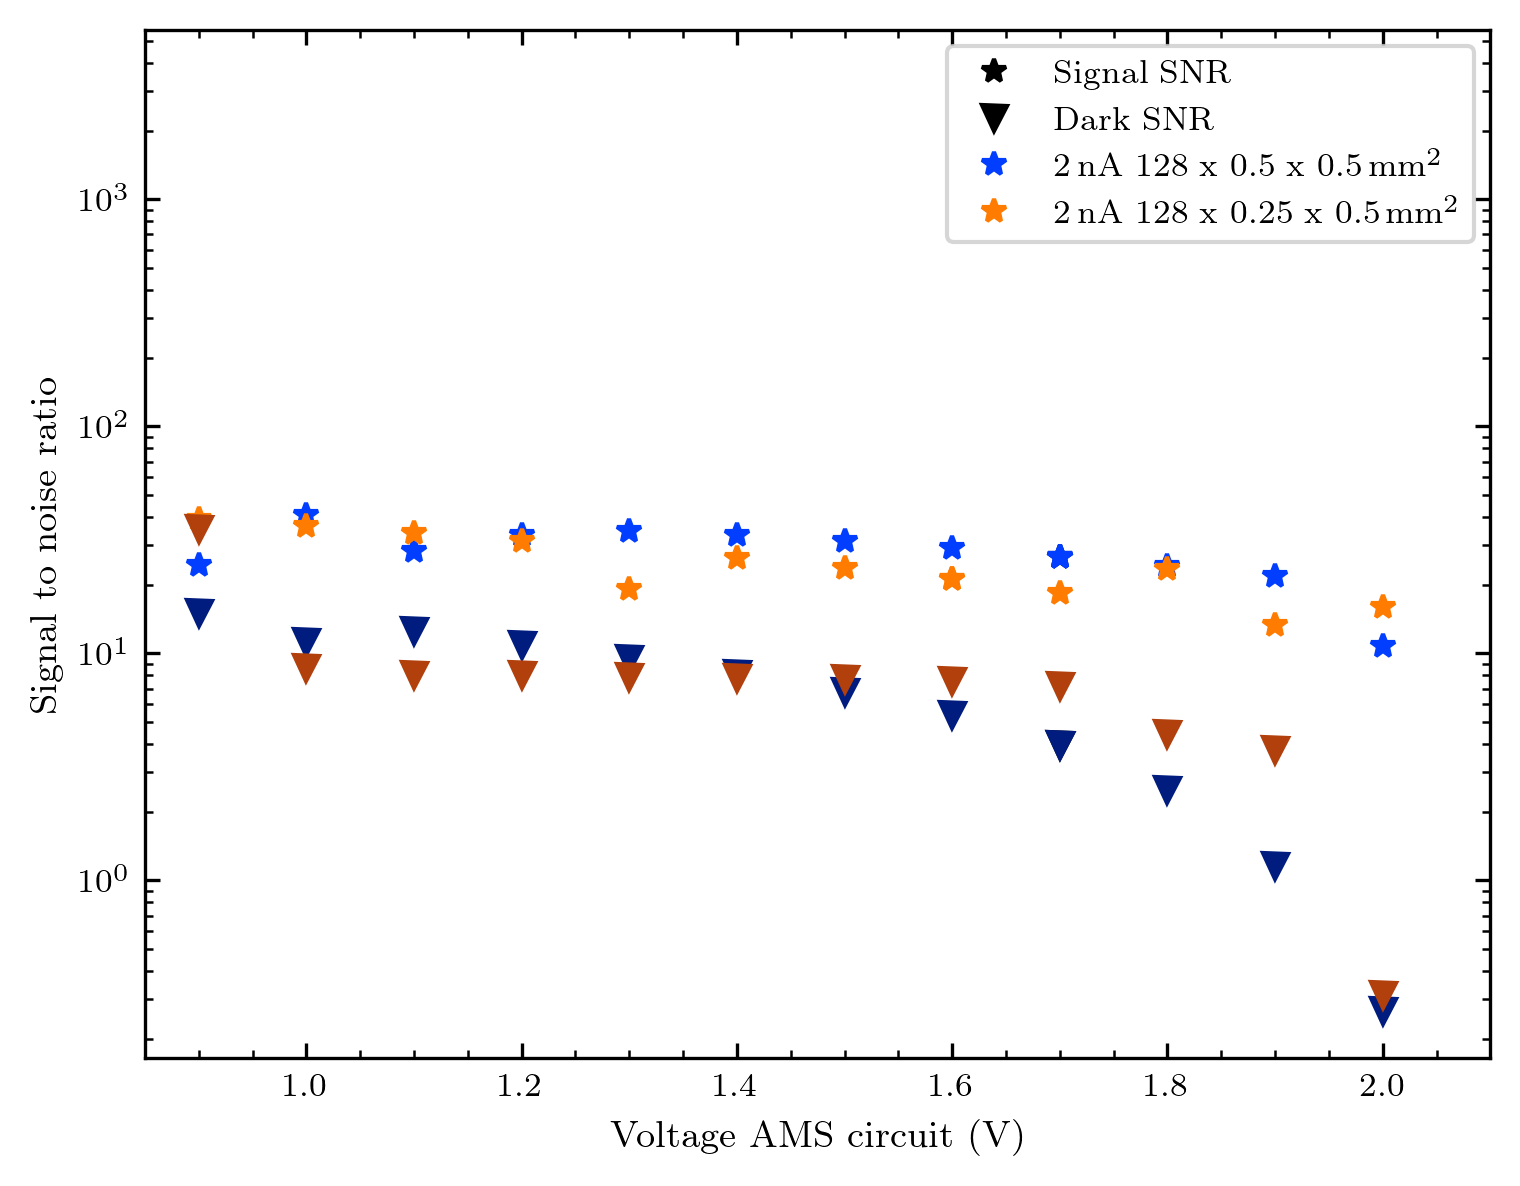 Signal SNR
Dark SNR
2 nA 128 x 0.5 x 0.5 mm²
2 nA 128 x 0.25 x 0.5 mm²
10³
10²
10¹
10⁰
Signal to noise ratio
1.0 1.2 1.4 1.6 1.8 2.0
Voltage AMS circuit (V)